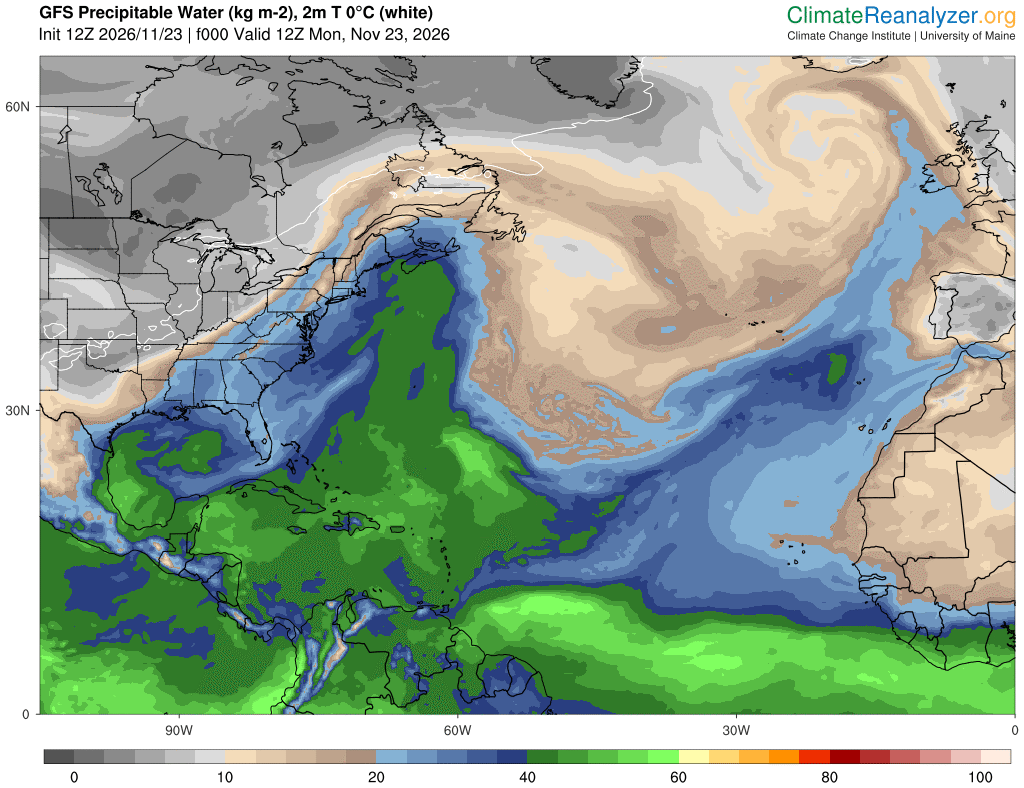 GFS Precipitable Water (kg m-2), 2m T 0°C (white)
Init 12Z 2026/11/23 | f000 Valid 12Z Mon, Nov 23, 2026
ClimateReanalyzer.org
Climate Change Institute | University of Maine
60N
30N
0
90W 60W 30W 0
0 10 20 40 60 80 100